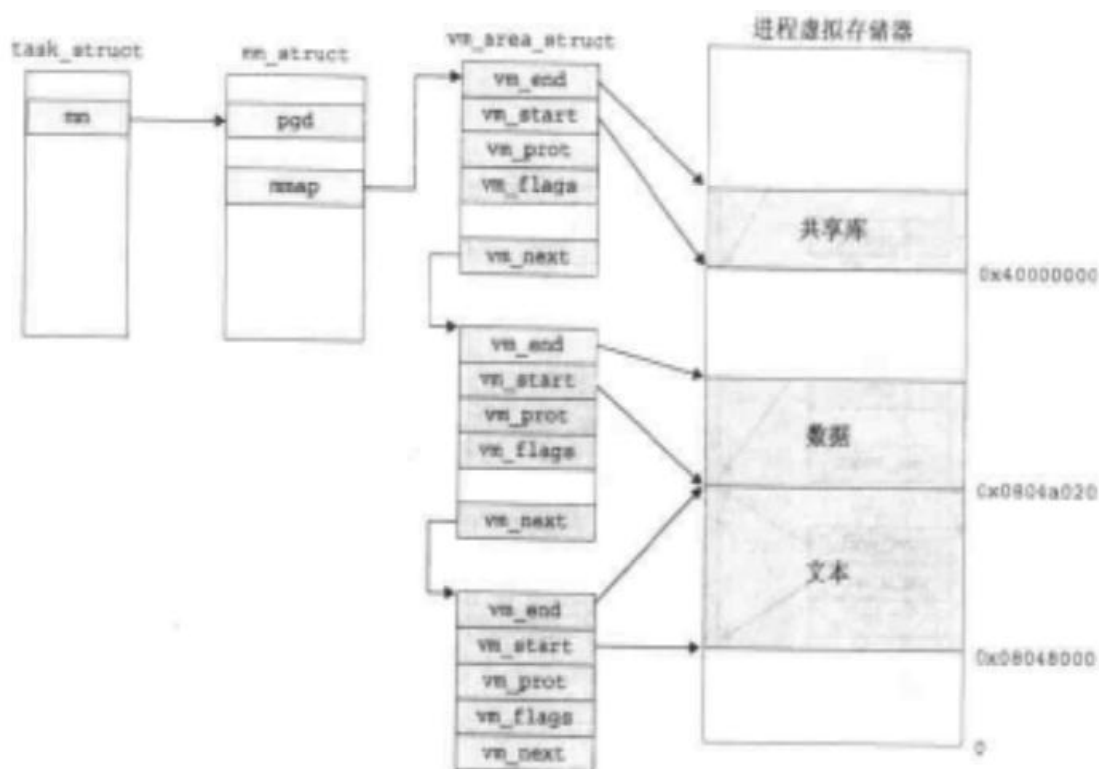 task_struct
mn
mm_struct
pgd
mmap
vm_area_struct
vm_end
vm_start
vm_prot
vm_flags
vm_next
vm_end
vm_start
vm_prot
vm_flags
vm_next
vm_end
vm_start
vm_prot
vm_flags
vm_next
进程虚拟存储器
共享库
0x40000000
数据
0x0804a020
文本
0x08048000
0